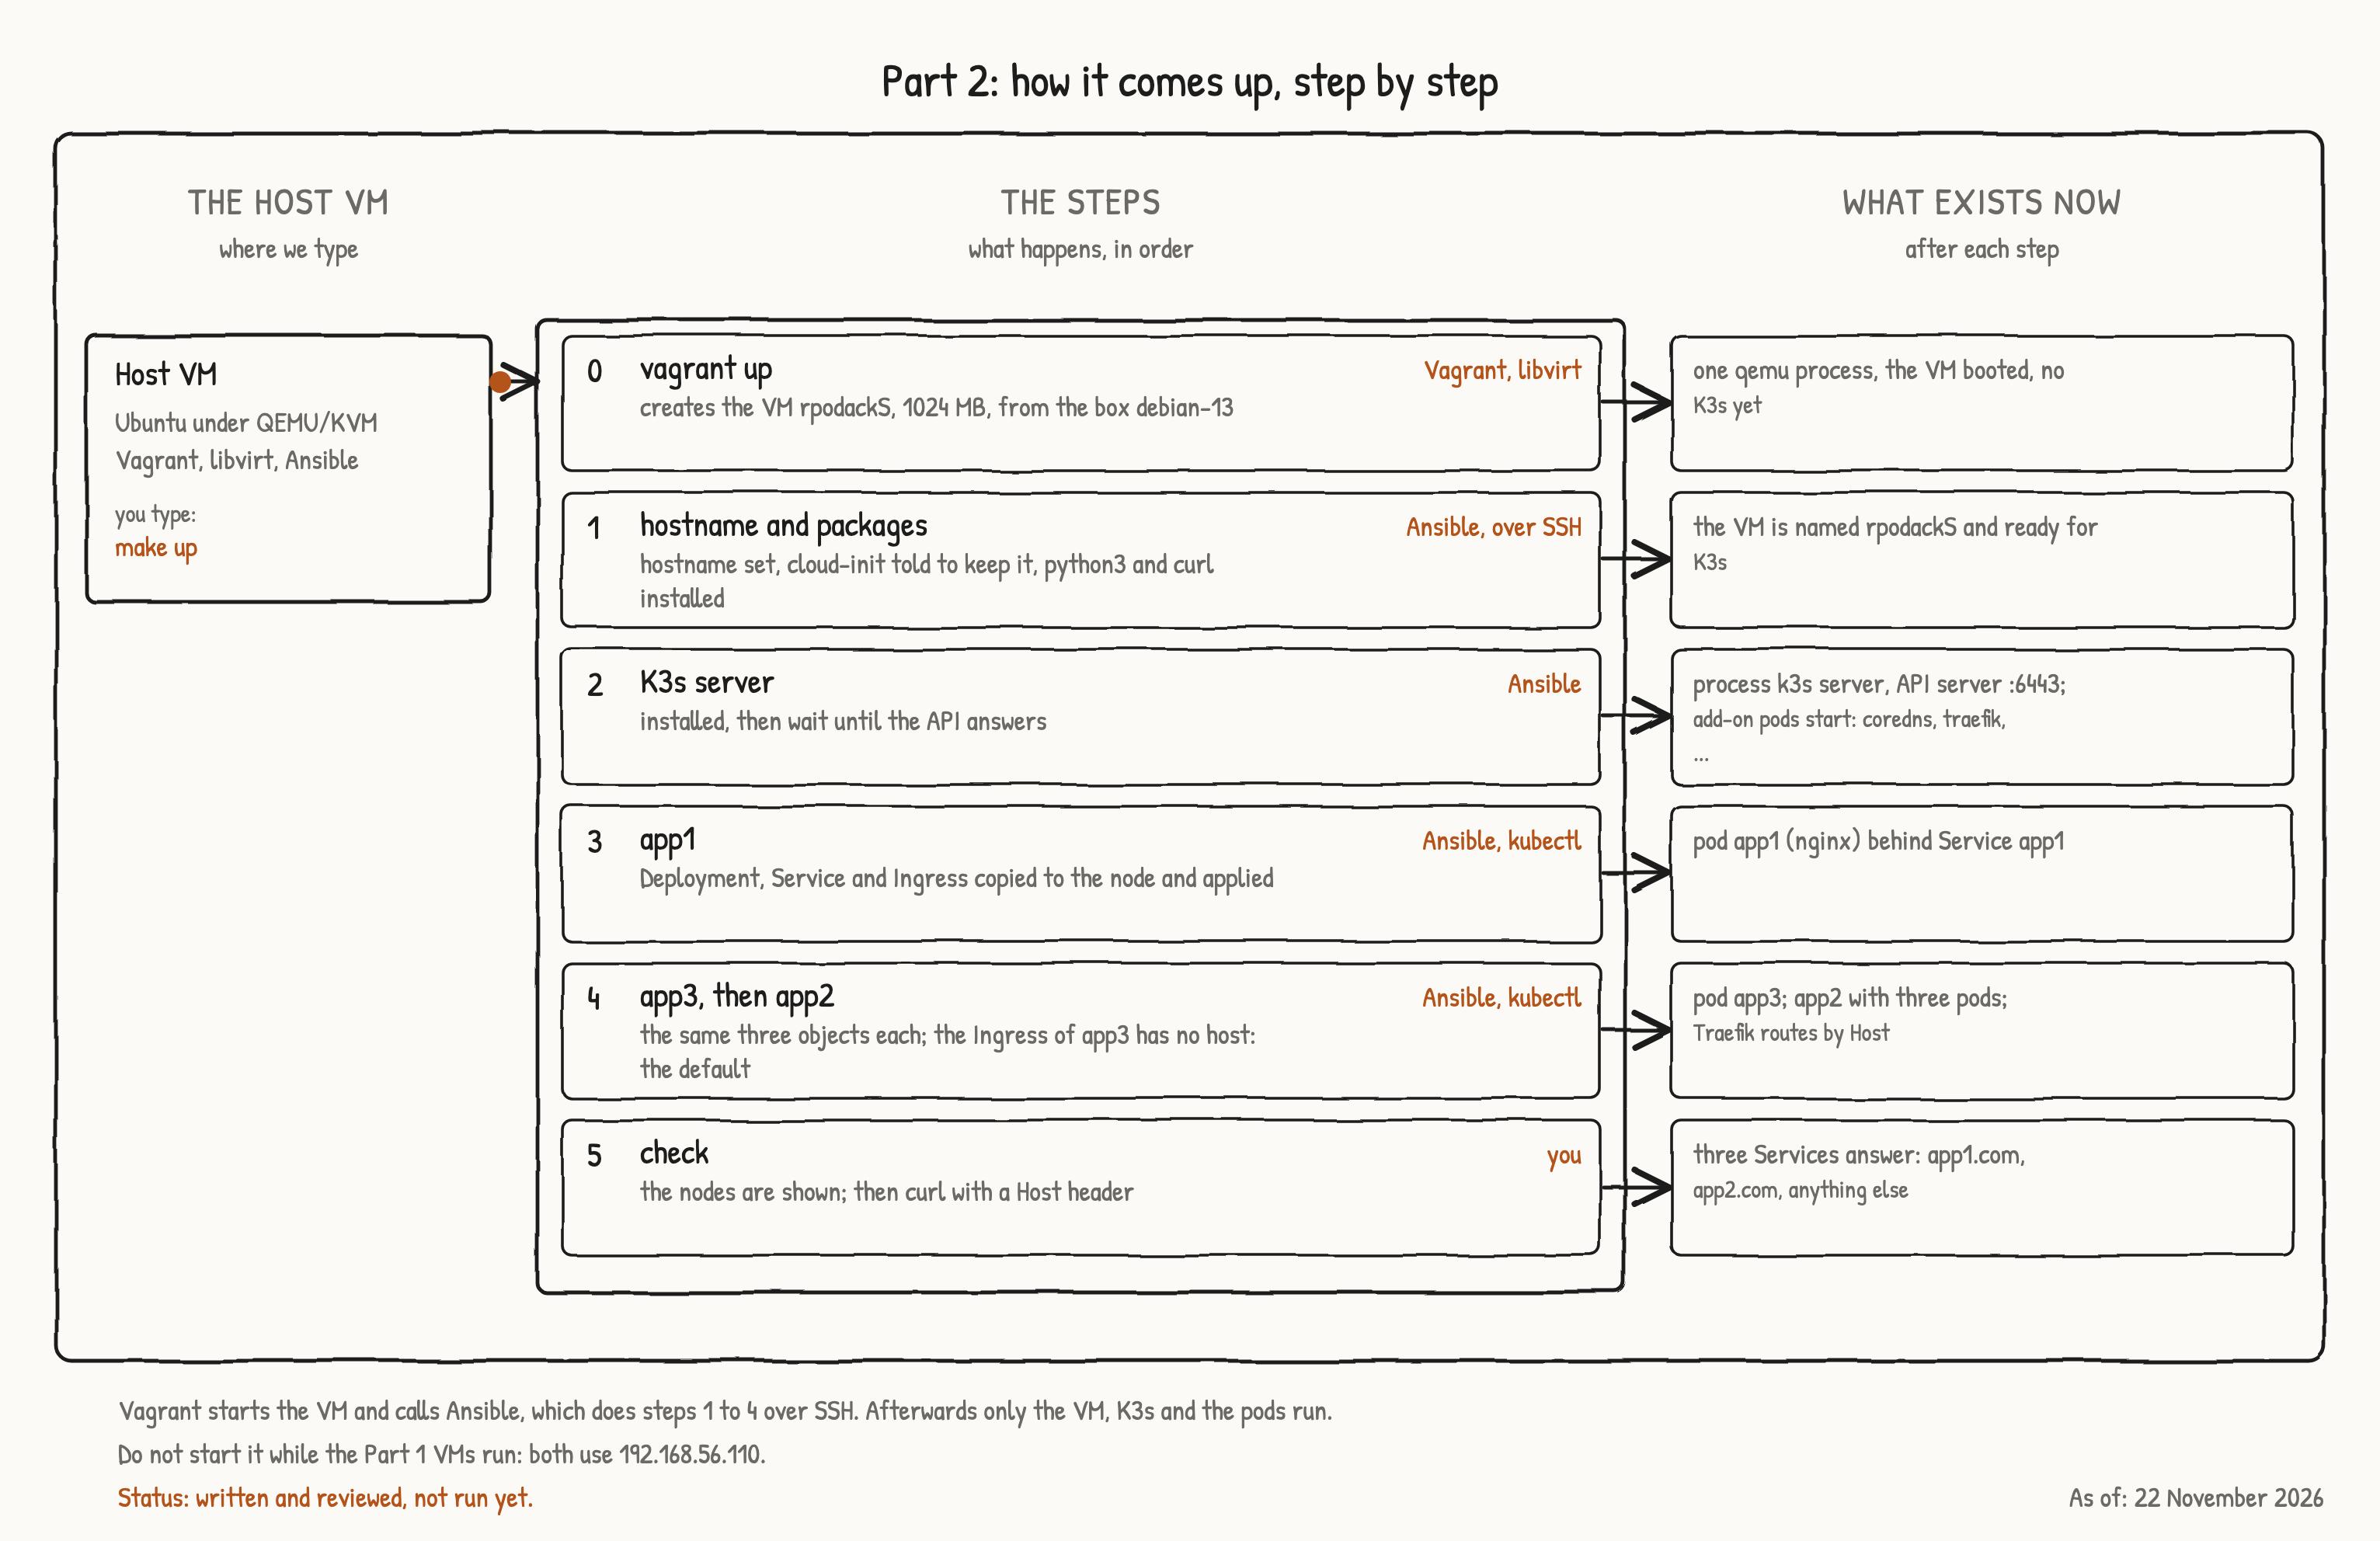 Part 2: how it comes up, step by step
THE HOST VM
where we type
THE STEPS
what happens, in order
WHAT EXISTS NOW
after each step
Host VM
Ubuntu under QEMU/KVM
Vagrant, libvirt, Ansible
you type:
make up
0 vagrant up Vagrant, libvirt
creates the VM rpodackS, 1024 MB, from the box debian-13
one qemu process, the VM booted, no
K3s yet
1 hostname and packages Ansible, over SSH
hostname set, cloud-init told to keep it, python3 and curl
installed
the VM is named rpodackS and ready for
K3s
2 K3s server Ansible
installed, then wait until the API answers
process k3s server, API server :6443;
add-on pods start: coredns, traefik,
...
3 app1 Ansible, kubectl
Deployment, Service and Ingress copied to the node and applied
pod app1 (nginx) behind Service app1
4 app3, then app2 Ansible, kubectl
the same three objects each; the Ingress of app3 has no host:
the default
pod app3; app2 with three pods;
Traefik routes by Host
5 check you
the nodes are shown; then curl with a Host header
three Services answer: app1.com,
app2.com, anything else
Vagrant starts the VM and calls Ansible, which does steps 1 to 4 over SSH. Afterwards only the VM, K3s and the pods run.
Do not start it while the Part 1 VMs run: both use 192.168.56.110.
Status: written and reviewed, not run yet.
As of: 22 November 2026